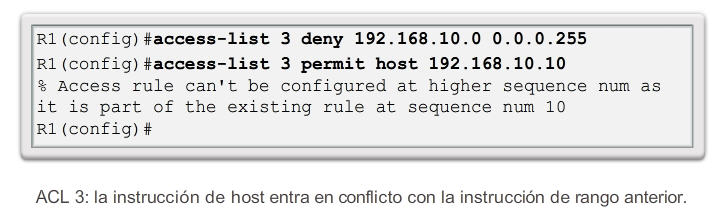 R1(config)#access-list 3 deny 192.168.10.0 0.0.0.255
R1(config)#access-list 3 permit host 192.168.10.10
% Access rule can't be configured at higher sequence num as
it is part of the existing rule at sequence num 10
R1(config)#
ACL 3: la instrucción de host entra en conflicto con la instrucción de rango anterior.